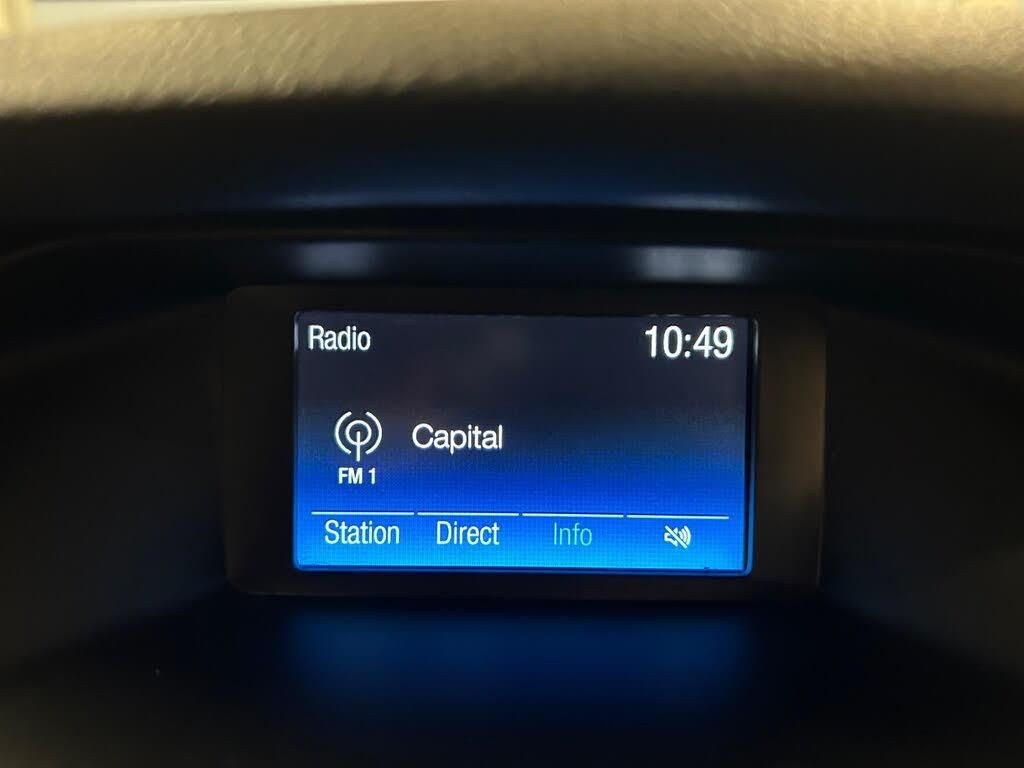 Radio 10:49
Capital
FM 1
Station Direct Info